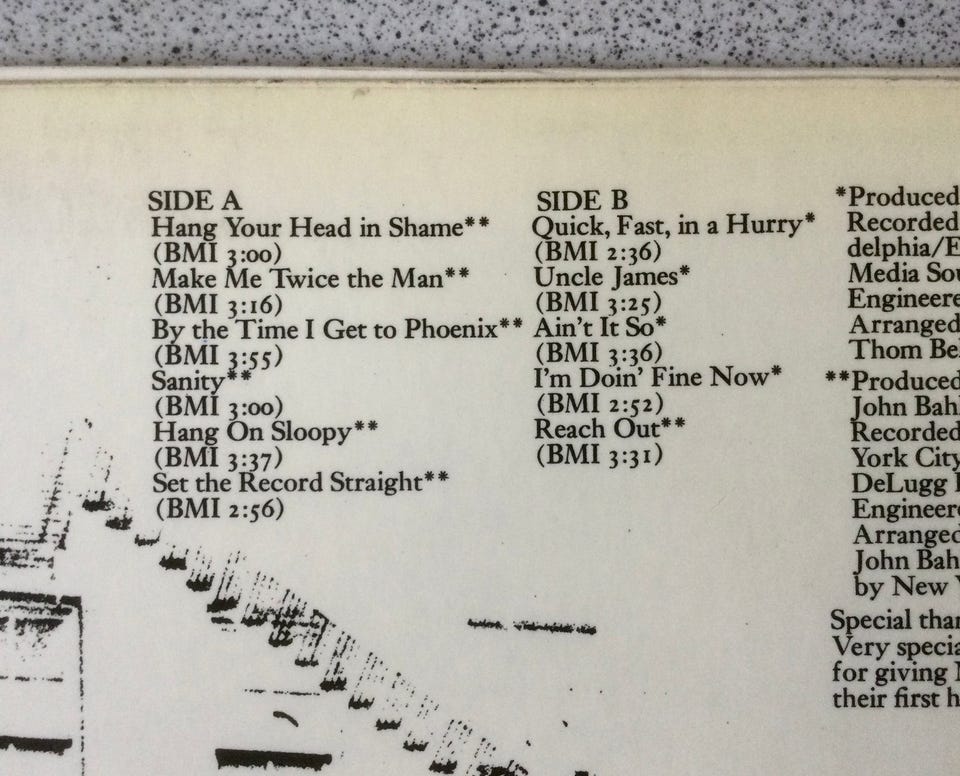 SIDE A
Hang Your Head in Shame**
(BMI 3:00)
Make Me Twice the Man**
(BMI 3:16)
By the Time I Get to Phoenix**
(BMI 3:55)
Sanity**
(BMI 3:00)
Hang On Sloopy**
(BMI 3:37)
Set the Record Straight**
(BMI 2:56)
SIDE B
Quick, Fast, in a Hurry*
(BMI 2:36)
Uncle James*
(BMI 3:25)
Ain't It So*
(BMI 3:36)
I'm Doin' Fine Now*
(BMI 2:52)
Reach Out**
(BMI 3:31)
*Produced
Recorded
delphia/E
Media Sou
Engineere
Arranged
Thom Be
**Produced
John Bah
Recorded
York City
DeLugg
Engineere
Arranged
John Bah
by New
Special than
Very specia
for giving
their first h